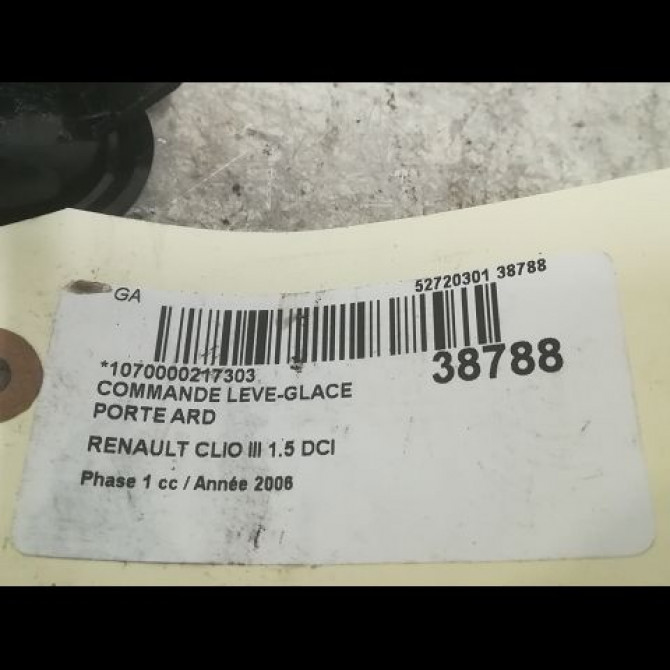 GA
52720301 38788
*1070000217303
38788
COMMANDE LEVE-GLACE
PORTE ARD
RENAULT CLIO III 1.5 DCI
Phase 1 cc / Année 2006